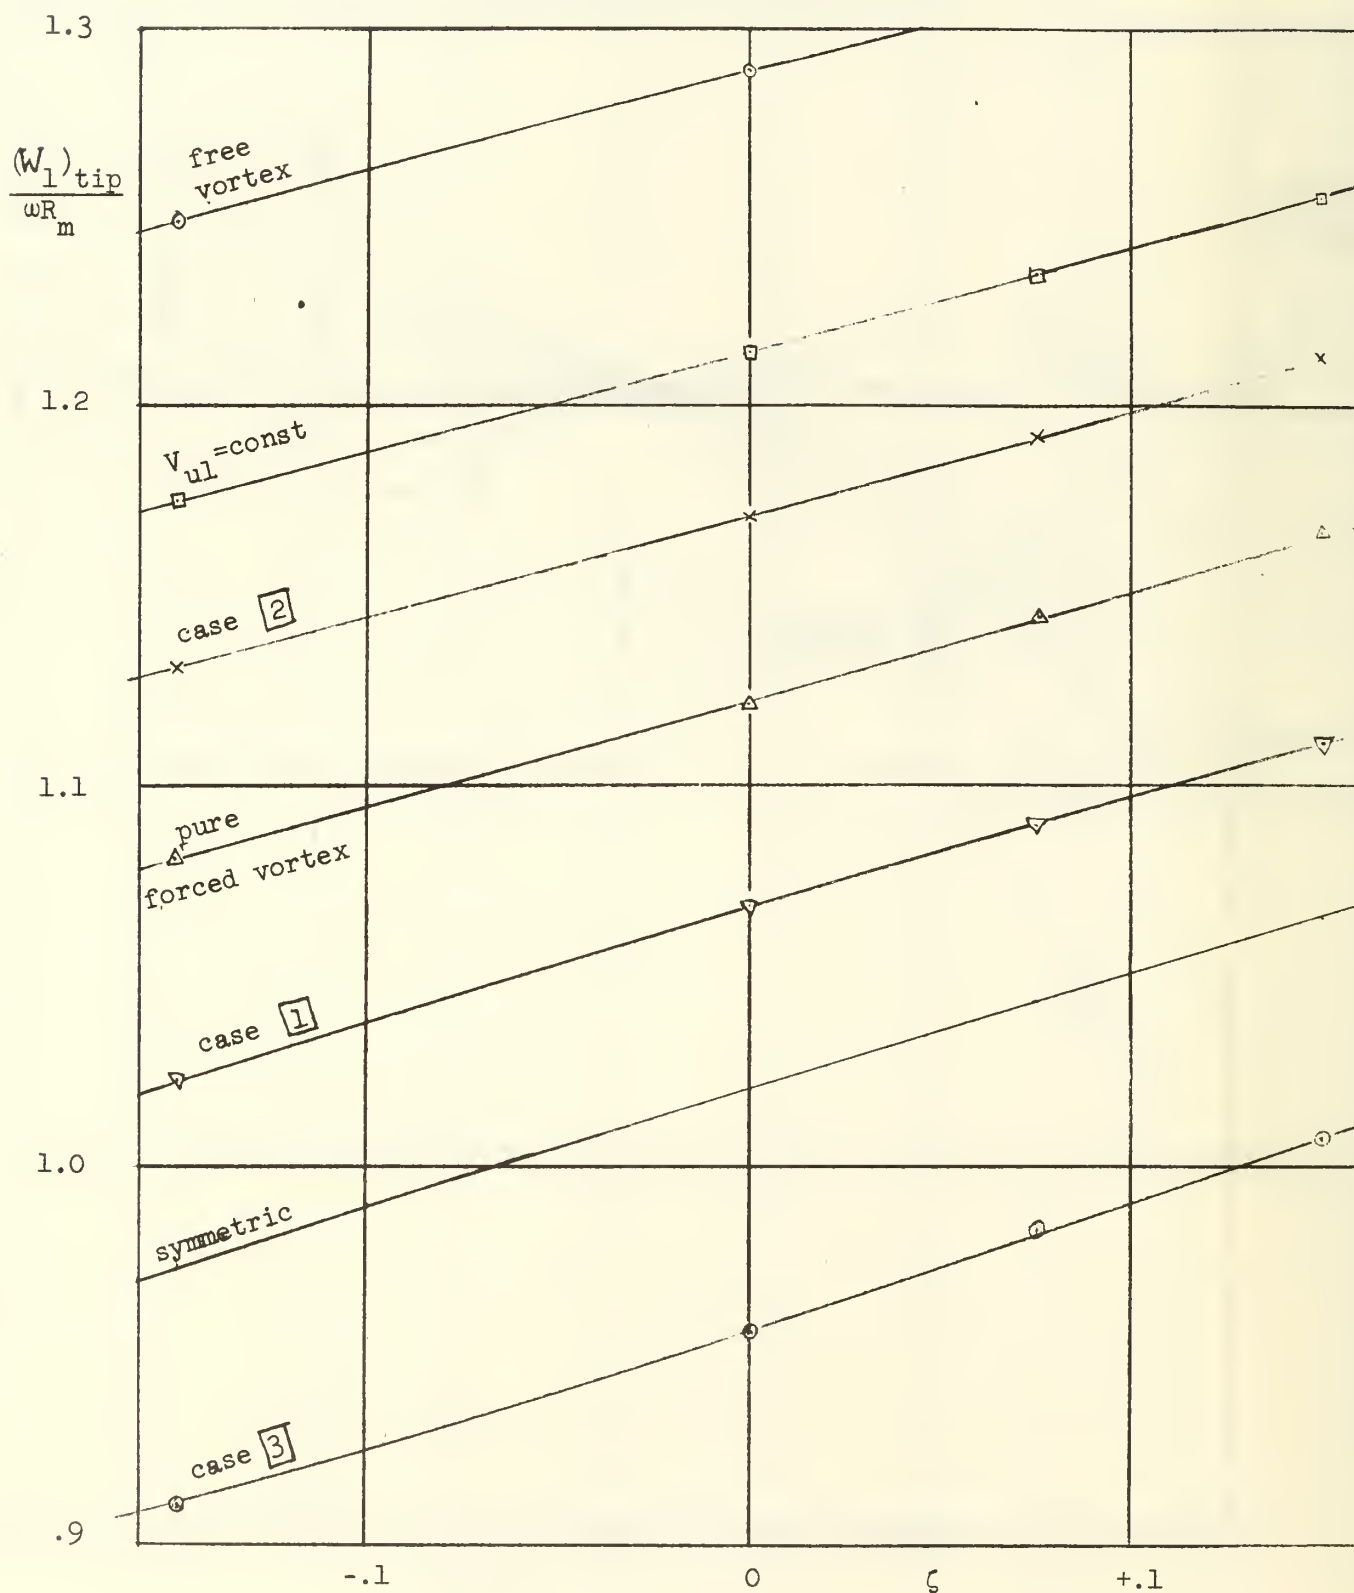 1.3
(W₁)tip
ωRm
free
vortex
1.2
Vu1=const
case 2
1.1
pure
forced vortex
case 1
1.0
symmetric
case 3
.9
-.1
0
ζ
+.1